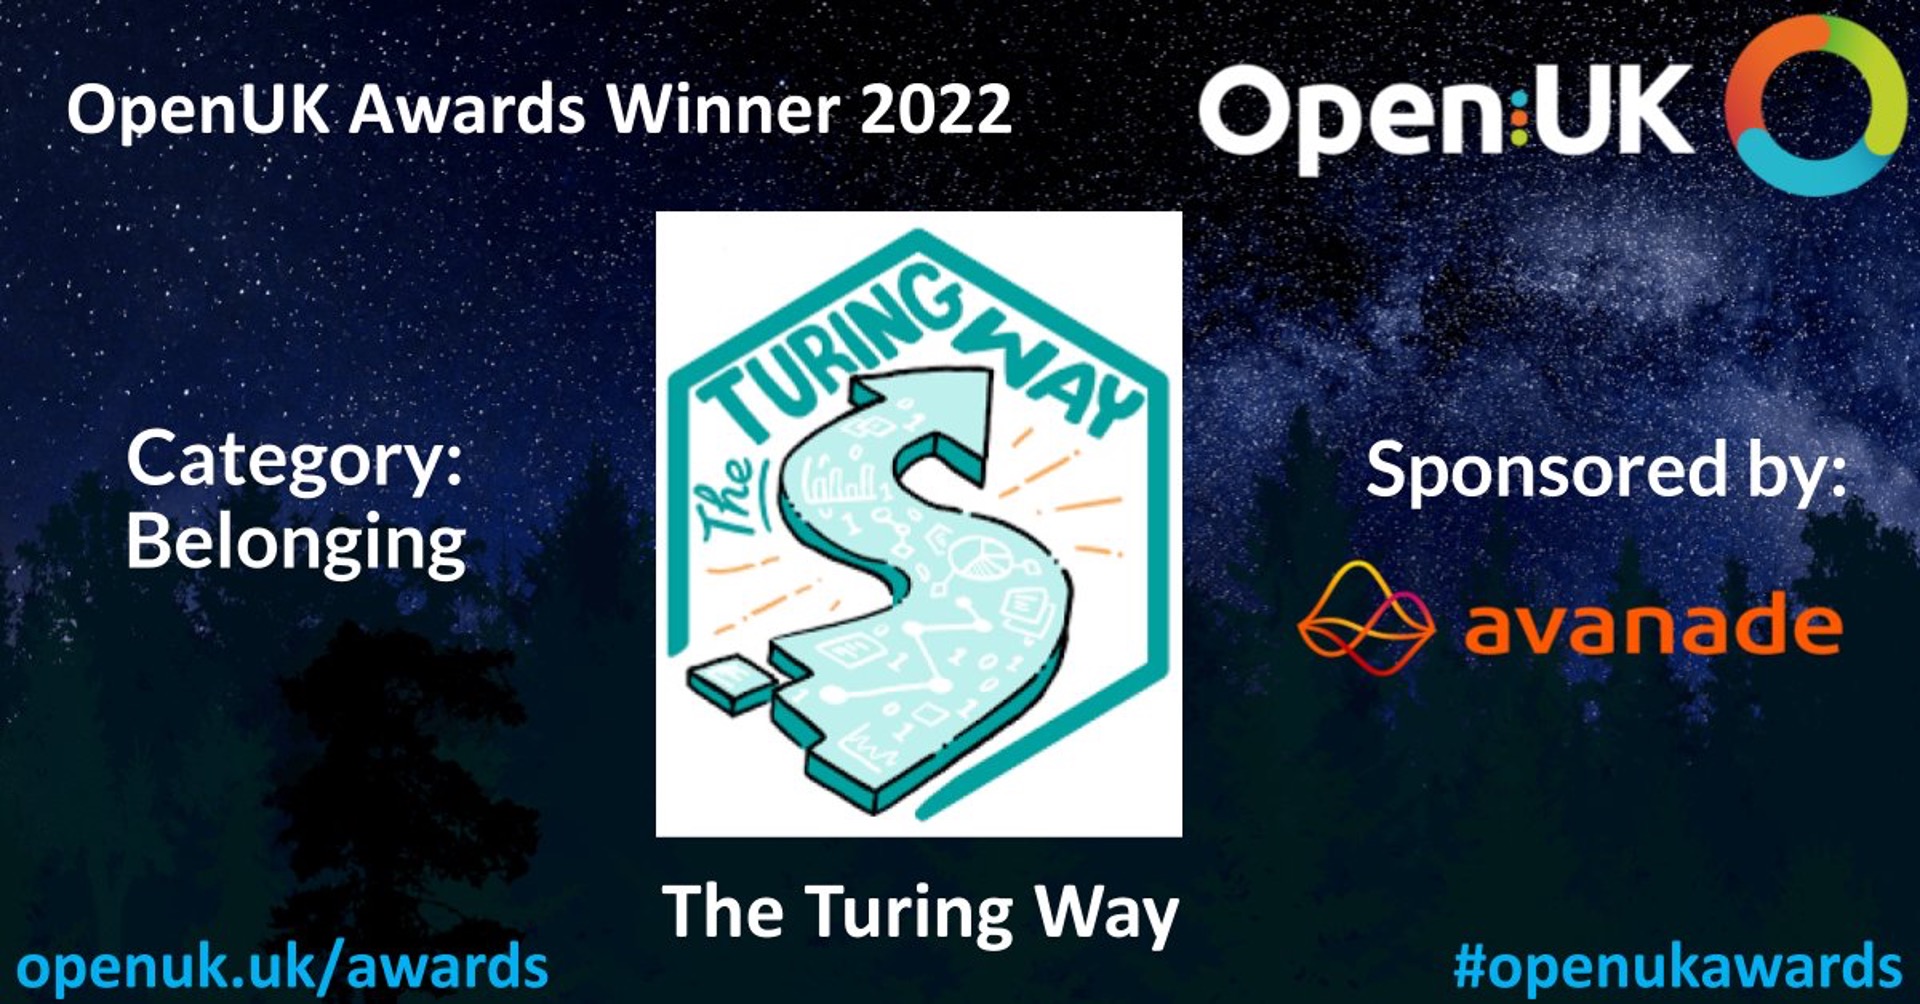 OpenUK Awards Winner 2022
Open UK
The
TURING WAY
Category:
Belonging
Sponsored by:
avanade
The Turing Way
openuk.uk/awards
#openukawards